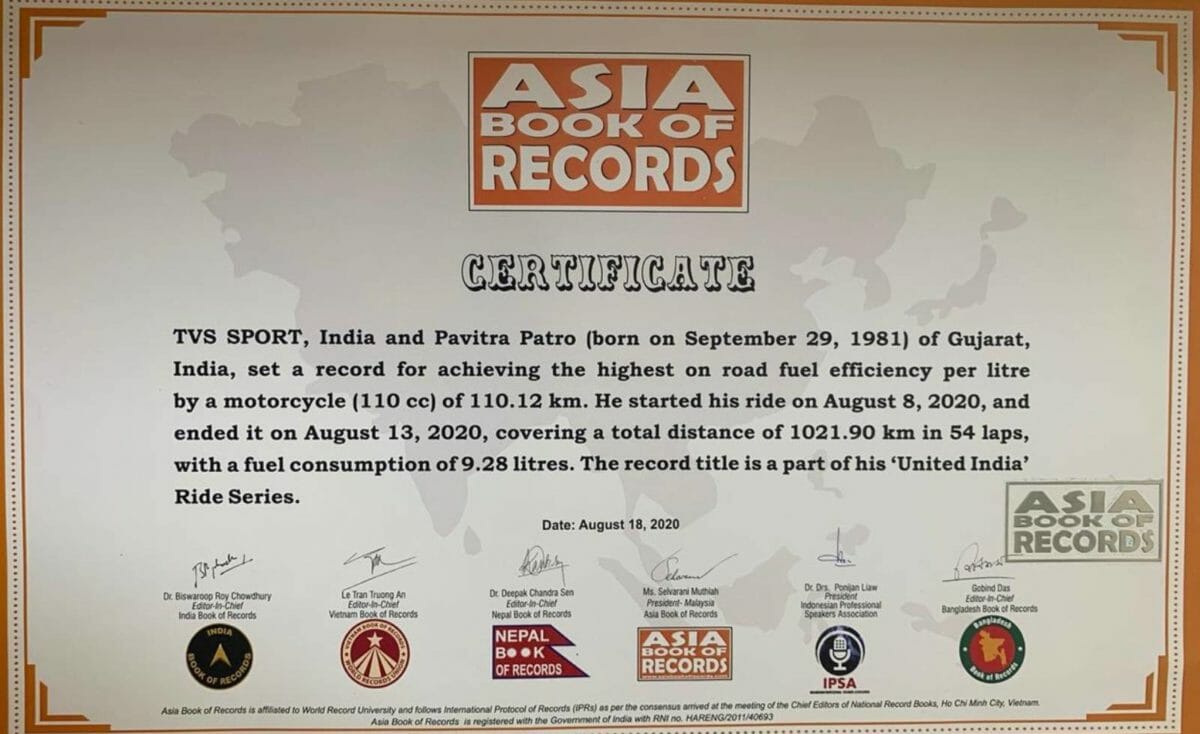 ASIA
BOOK OF
RECORDS
CERTIFICATE
TVS SPORT, India and Pavitra Patro (born on September 29, 1981) of Gujarat,
India, set a record for achieving the highest on road fuel efficiency per litre
by a motorcycle (110 cc) of 110.12 km. He started his ride on August 8, 2020, and
ended it on August 13, 2020, covering a total distance of 1021.90 km in 54 laps,
with a fuel consumption of 9.28 litres. The record title is a part of his ‘United India’
Ride Series.
ASIA
BOOK OF
RECORDS
Date: August 18, 2020
Dr. Biswaroop Roy Chowdhury
Editor-In-Chief
India Book of Records
INDIA
BOOK OF RECORDS
Le Tran Truong An
Editor-In-Chief
Vietnam Book of Records
VIETNAM BOOK OF RECORDS
WORLD RECORDS UNION
Dr. Deepak Chandra Sen
Editor-In-Chief
Nepal Book of Records
NEPAL
BOOK
OF RECORDS
Ms. Selvarani Muthiah
President- Malaysia
Asia Book of Records
ASIA
BOOK OF
RECORDS
Dr. Drs. Ponijan Liaw
President
Indonesian Professional
Speakers Association
IPSA
Gobind Das
Editor-In-Chief
Bangladesh Book of Records
Bangladesh
Book of Records
Asia Book of Records is affiliated to World Record University and follows International Protocol of Records (IPRs) as per the consensus arrived at the meeting of the Chief Editors of National Record Books, Ho Chi Minh City, Vietnam.
Asia Book of Records is registered with the Government of India with RNI no. HARENG/2011/40693